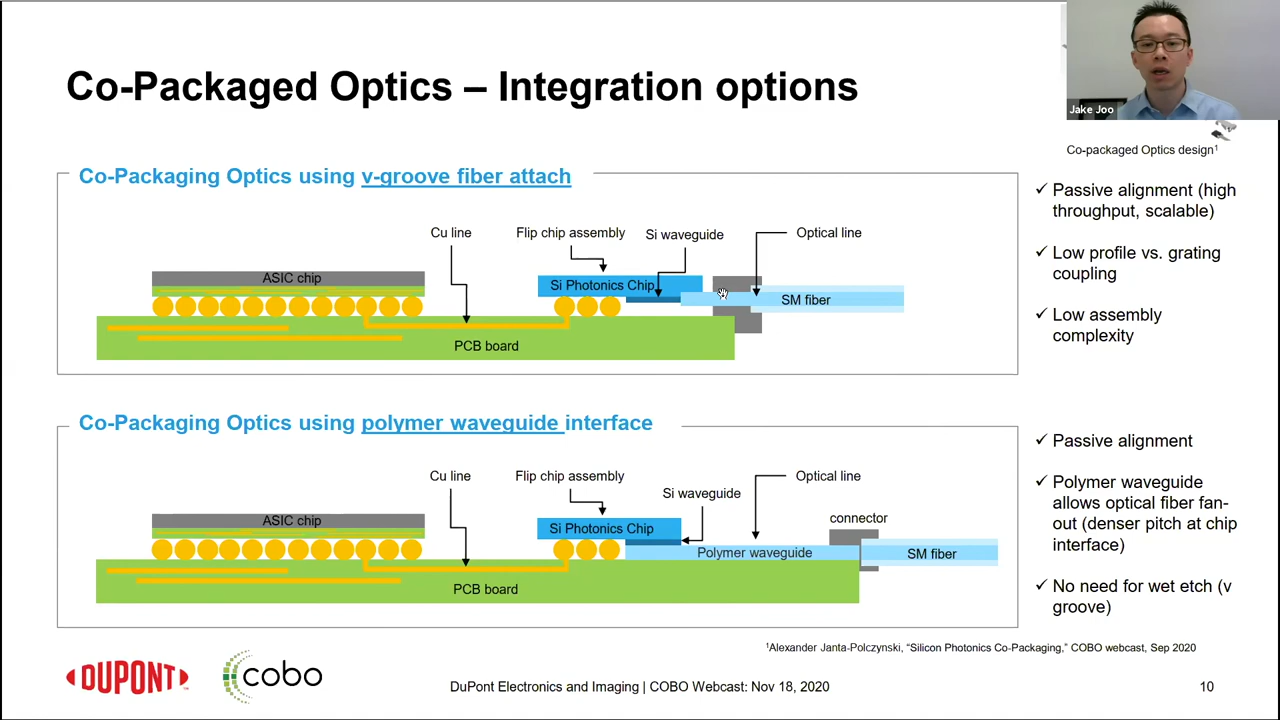 Co-Packaged Optics – Integration options
Jake Joo
Co-packaged Optics design¹
Co-Packaging Optics using v-groove fiber attach
Cu line
Flip chip assembly
Si waveguide
Optical line
ASIC chip
Si Photonics Chip
SM fiber
PCB board
✓ Passive alignment (high
throughput, scalable)
✓ Low profile vs. grating
coupling
✓ Low assembly
complexity
Co-Packaging Optics using polymer waveguide interface
Cu line
Flip chip assembly
Si waveguide
Optical line
connector
ASIC chip
Si Photonics Chip
Polymer waveguide
SM fiber
PCB board
✓ Passive alignment
✓ Polymer waveguide
allows optical fiber fan-
out (denser pitch at chip
interface)
✓ No need for wet etch (v
groove)
¹Alexander Janta-Polczynski, “Silicon Photonics Co-Packaging,” COBO webcast, Sep 2020
DUPONT
cobo
DuPont Electronics and Imaging | COBO Webcast: Nov 18, 2020
10